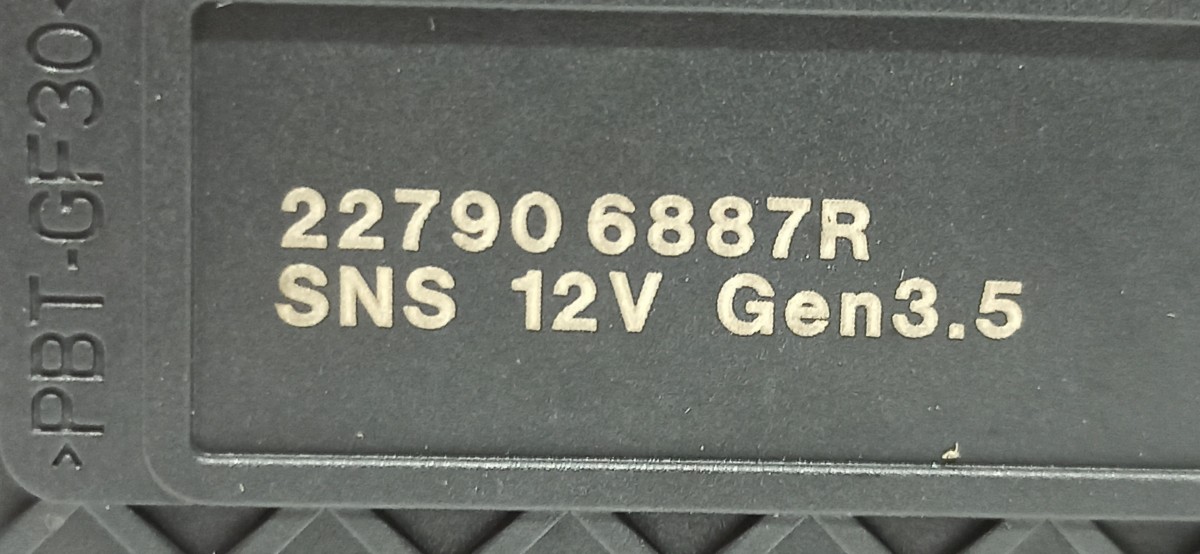 22790 6887R
SNS 12V Gen3.5
>PBT-GF30<